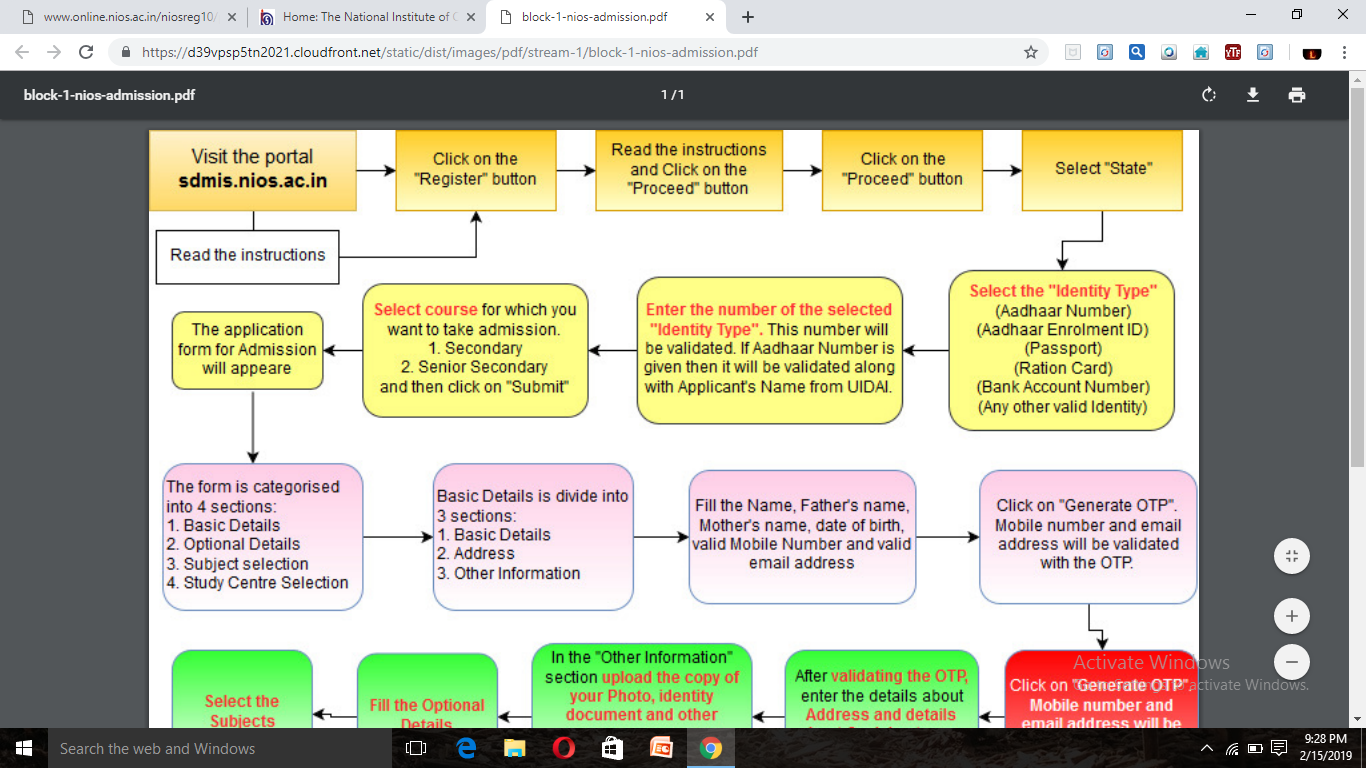 www.online.nios.ac.in/niosreg10/
Home: The National Institute of O
block-1-nios-admission.pdf
https://d39vpsp5tn2021.cloudfront.net/static/dist/images/pdf/stream-1/block-1-nios-admission.pdf
YTF
L
block-1-nios-admission.pdf
1 / 1
Visit the portal
sdmis.nios.ac.in
Click on the
"Register" button
Read the instructions
and Click on the
"Proceed" button
Click on the
"Proceed" button
Select "State"
Read the instructions
The application
form for Admission
will appeare
Select course for which you
want to take admission.
1. Secondary
2. Senior Secondary
and then click on "Submit"
Enter the number of the selected
"Identity Type". This number will
be validated. If Aadhaar Number is
given then it will be validated along
with Applicant's Name from UIDAI.
Select the "Identity Type"
(Aadhaar Number)
(Aadhaar Enrolment ID)
(Passport)
(Ration Card)
(Bank Account Number)
(Any other valid Identity)
The form is categorised
into 4 sections:
1. Basic Details
2. Optional Details
3. Subject selection
4. Study Centre Selection
Basic Details is divide into
3 sections:
1. Basic Details
2. Address
3. Other Information
Fill the Name, Father's name,
Mother's name, date of birth,
valid Mobile Number and valid
email address
Click on "Generate OTP".
Mobile number and email
address will be validated
with the OTP.
Select the
Subjects
Fill the Optional
Details
In the "Other Information"
section upload the copy of
your Photo, identity
document and other
After validating the OTP,
enter the details about
Address and details
Click on "Generate OTP".
Mobile number and
email address will be
Activate Windows
activate Windows.
Search the web and Windows
9:28 PM
2/15/2019